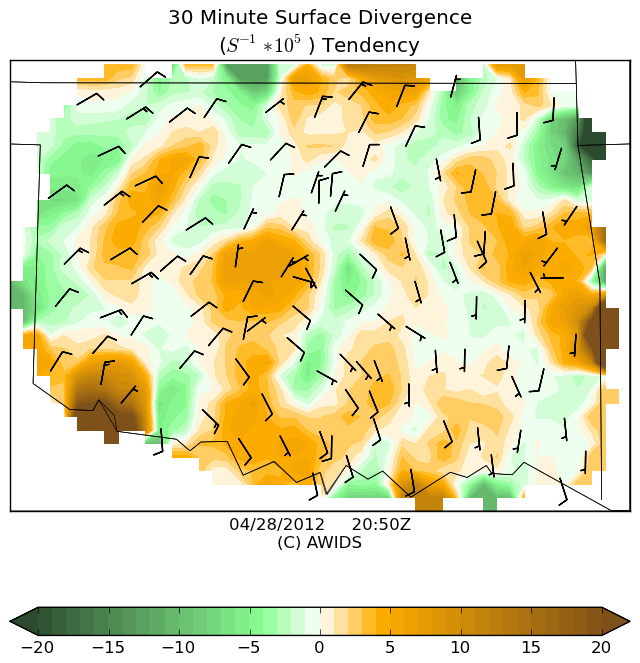 30 Minute Surface Divergence
(S⁻¹ * 10⁵ ) Tendency
04/28/2012 20:50Z
(C) AWIDS
−20 −15 −10 −5 0 5 10 15 20